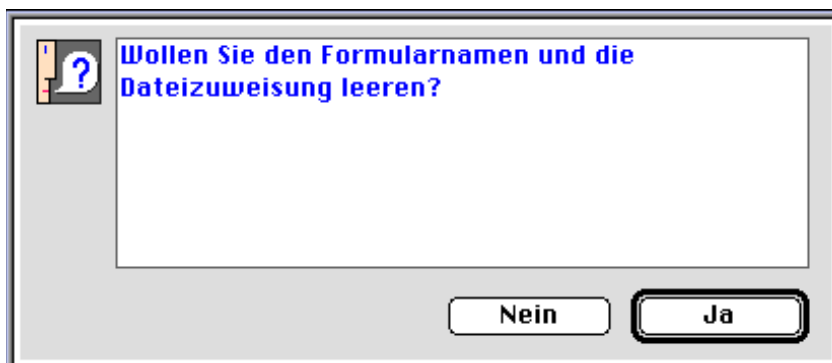 ?
Wollen Sie den Formularnamen und die
Dateizuweisung leeren?
Nein
Ja